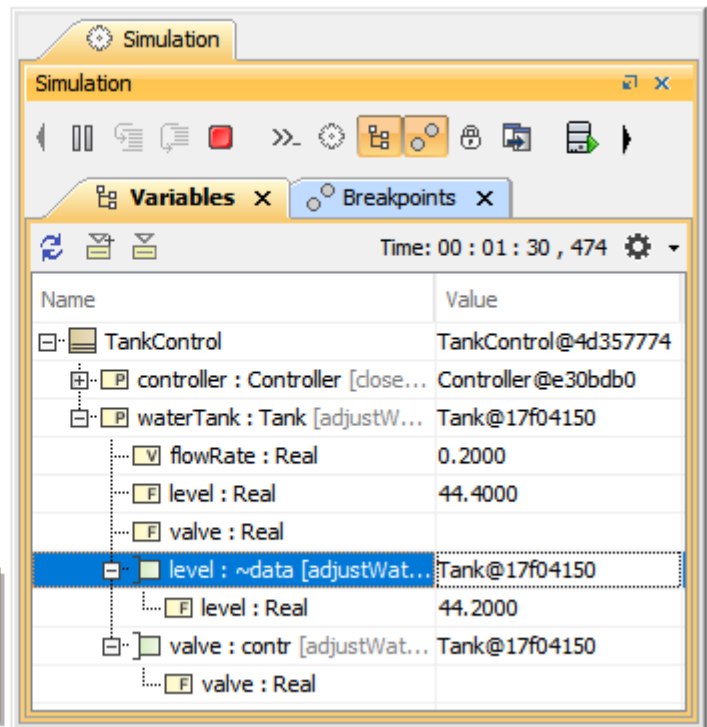 Simulation
Simulation
Variables X Breakpoints X
Time: 00 : 01 : 30 , 474
Name Value
TankControl TankControl@4d357774
P controller : Controller [close... Controller@e30bdb0
P waterTank : Tank [adjustW... Tank@17f04150
V flowRate : Real 0.2000
F level : Real 44.4000
F valve : Real
level : ~data [adjustWat... Tank@17f04150
F level : Real 44.2000
valve : contr [adjustWat... Tank@17f04150
F valve : Real